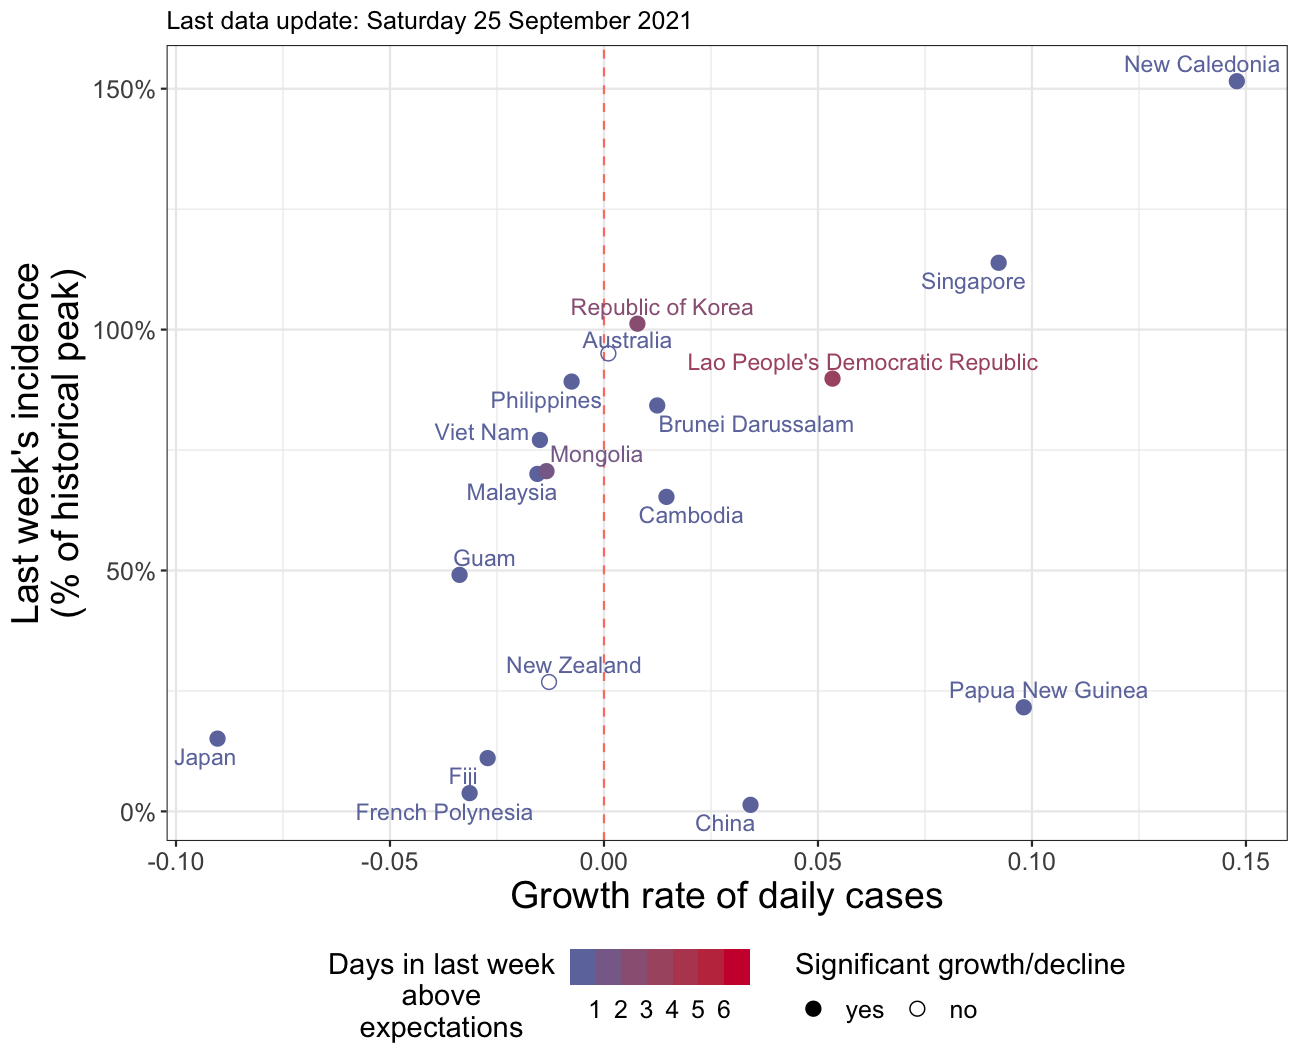 Last data update: Saturday 25 September 2021
Last week's incidence
(% of historical peak)
150%
100%
50%
0%
New Caledonia
Singapore
Republic of Korea
Australia
Lao People's Democratic Republic
Philippines
Brunei Darussalam
Viet Nam
Mongolia
Malaysia
Cambodia
Guam
New Zealand
Papua New Guinea
Japan
Fiji
French Polynesia
China
-0.10 -0.05 0.00 0.05 0.10 0.15
Growth rate of daily cases
Days in last week
above
expectations
1 2 3 4 5 6
Significant growth/decline
yes no